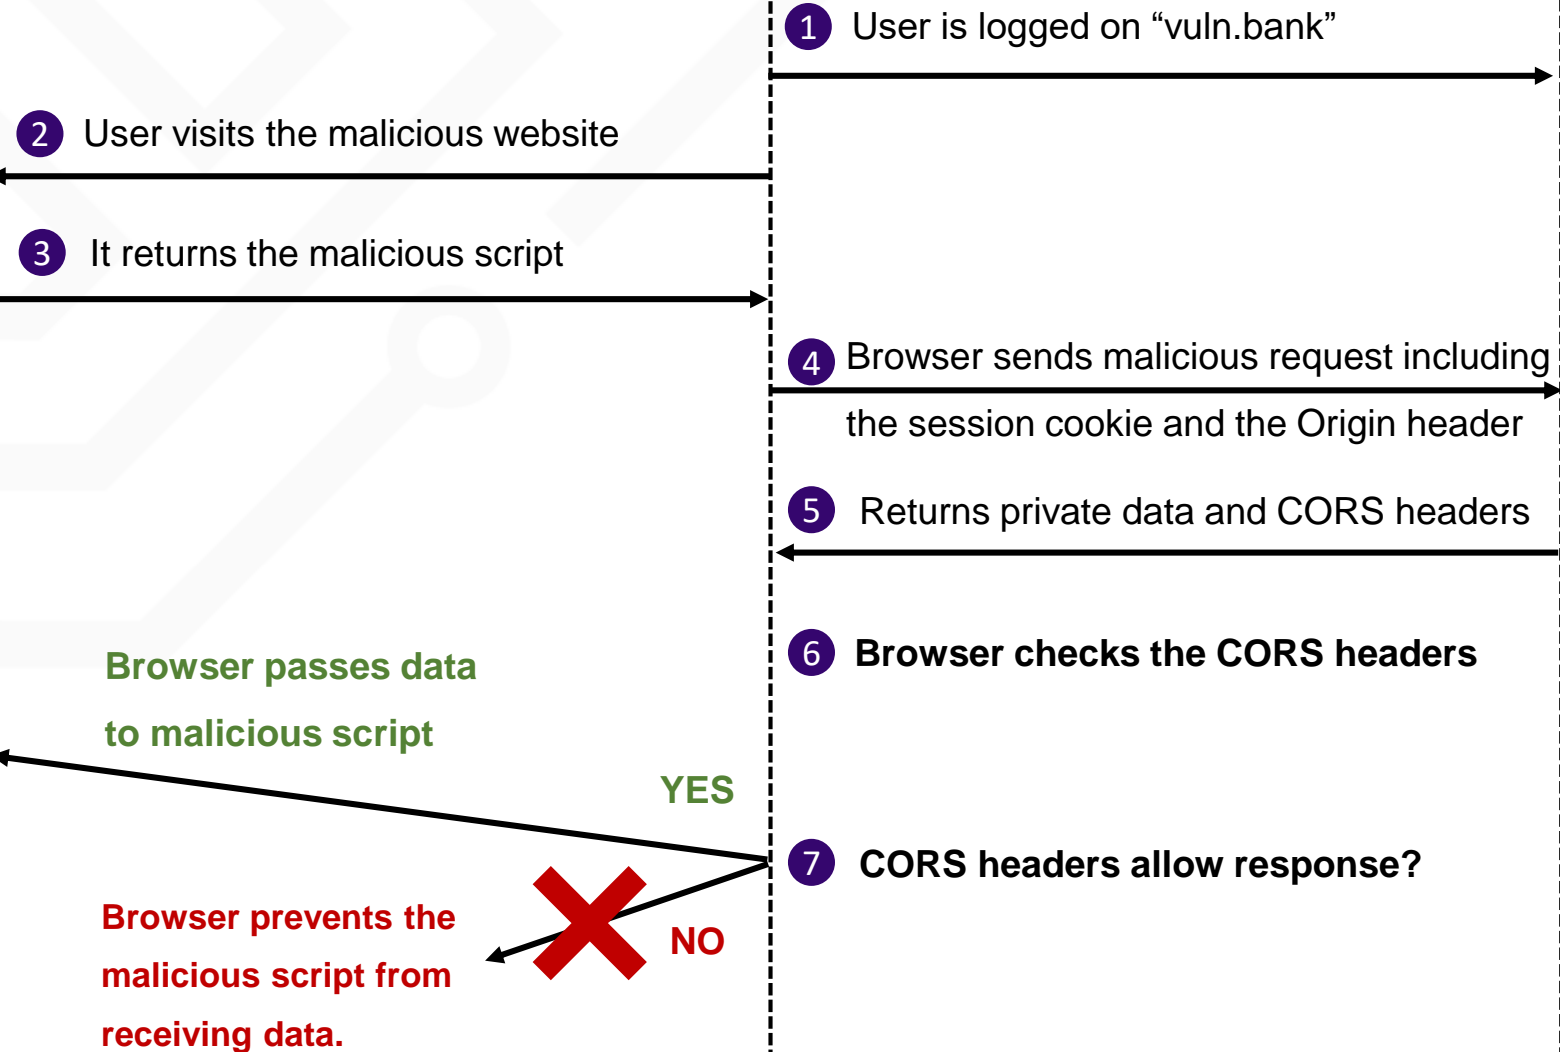 1 User is logged on “vuln.bank”
2 User visits the malicious website
3 It returns the malicious script
4 Browser sends malicious request including
the session cookie and the Origin header
5 Returns private data and CORS headers
6 Browser checks the CORS headers
Browser passes data
to malicious script
YES
7 CORS headers allow response?
NO
Browser prevents the
malicious script from
receiving data.